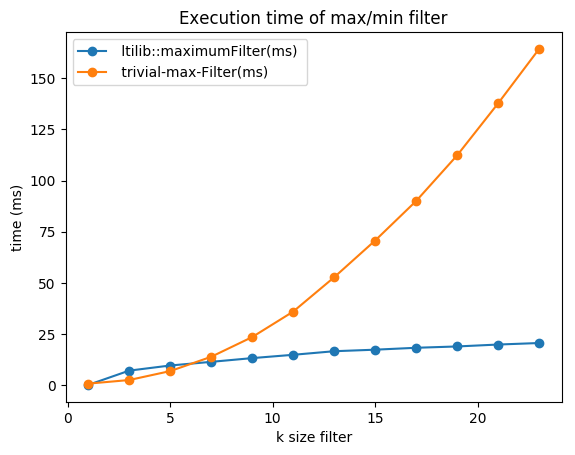 Execution time of max/min filter
ltilib::maximumFilter(ms)
trivial-max-Filter(ms)
time (ms)
150
125
100
75
50
25
0
0 5 10 15 20
k size filter